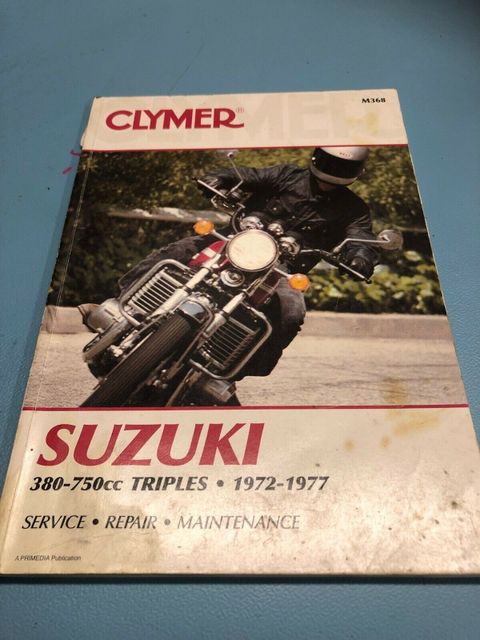 M368
CLYMER®
SUZUKI
380-750cc TRIPLES • 1972-1977
SERVICE • REPAIR • MAINTENANCE
A PRIMEDIA Publication